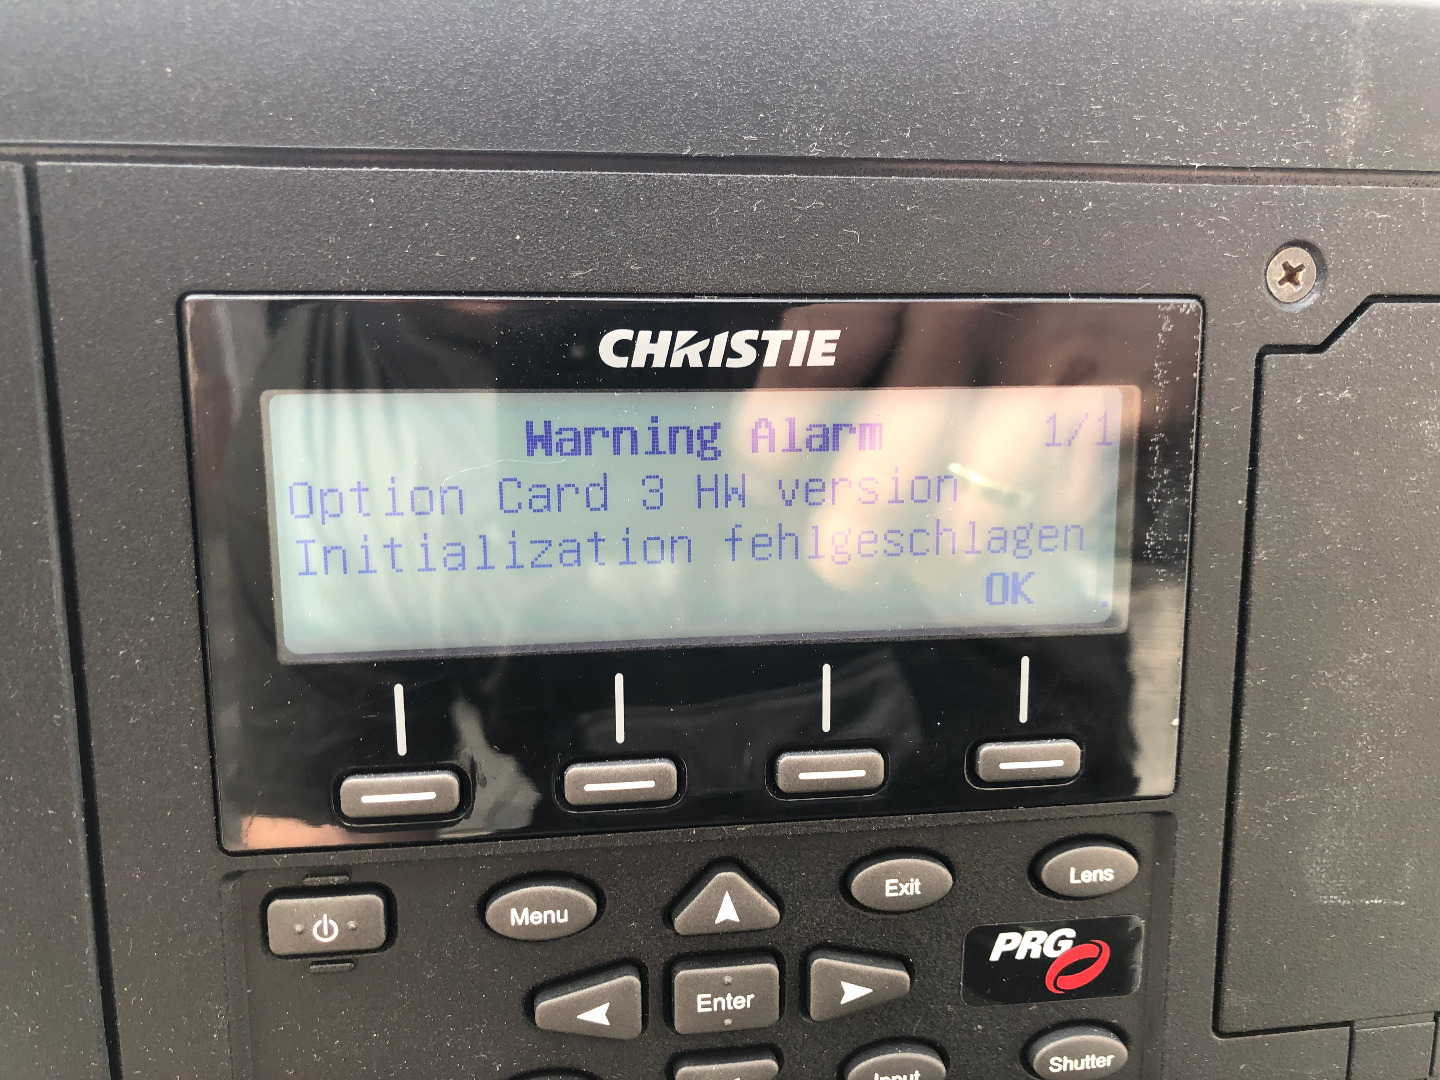 CHRISTIE
Warning Alarm 1/1
Option Card 3 HW version
Initialization fehlgeschlagen
OK
Menu
Exit
Lens
PRG
Enter
Input
Shutter